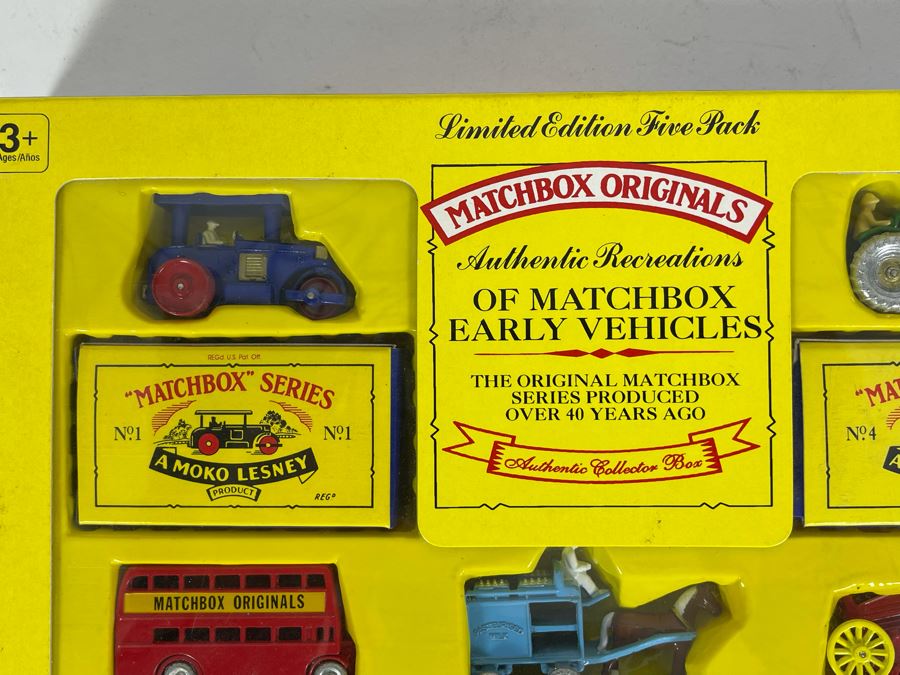 Limited Edition Five Pack
3+
Ages/Años
MATCHBOX ORIGINALS
Authentic Recreations
OF MATCHBOX
EARLY VEHICLES
THE ORIGINAL MATCHBOX
SERIES PRODUCED
OVER 40 YEARS AGO
Authentic Collector Box
REGd U.S. Pat. Off.
"MATCHBOX" SERIES
Nº1 Nº1
A MOKO LESNEY
PRODUCT
REGD
Nº4
MATCHBOX ORIGINALS
MILK